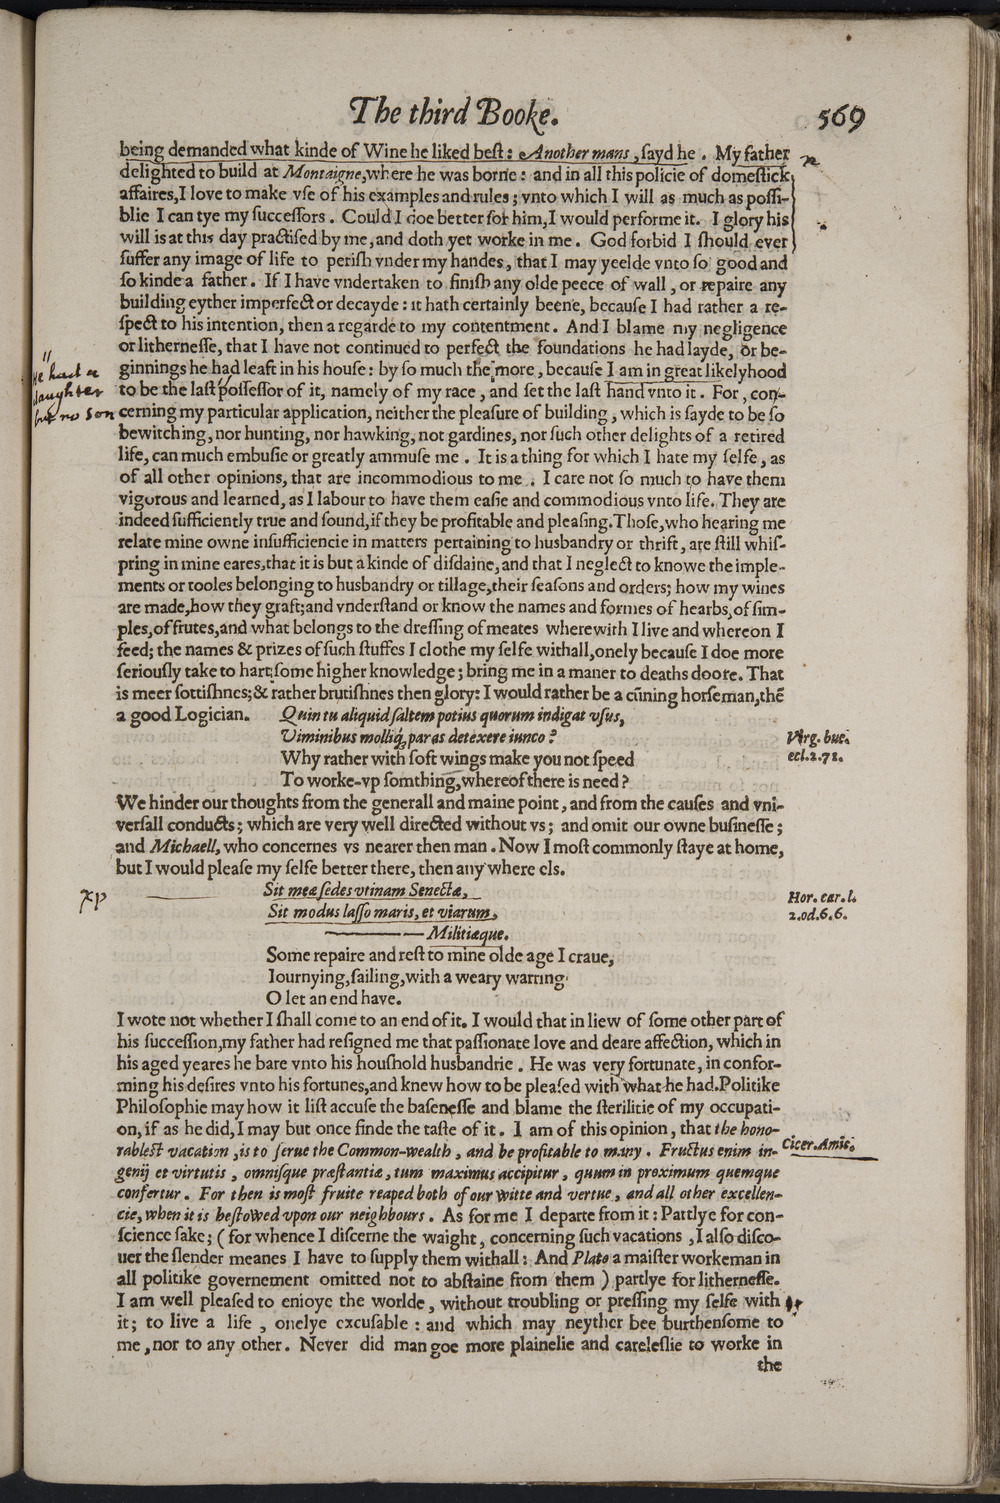 The third Booke. 569
being demanded what kinde of Wine he liked beſt: Another mans, ſayd he. My father
delighted to build at Montaigne, where he was borne: and in all this policie of domeſtick
affaires, I love to make vſe of his examples and rules; vnto which I will as much as poſſi-
blie I can tye my ſucceſſors. Could I doe better for him, I would performe it. I glory his
will is at this day practiſed by me, and doth yet worke in me. God forbid I ſhould ever
ſuffer any image of life to periſh vnder my handes, that I may yeelde vnto ſo good and
ſo kinde a father. If I have vndertaken to finiſh any olde peece of wall, or repaire any
building eyther imperfect or decayde: it hath certainly beene, becauſe I had rather a re-
ſpect to his intention, then a regarde to my contentment. And I blame my negligence
or litherneſſe, that I have not continued to perfect the foundations he had layde, or be-
ginnings he had leaft in his houſe: by ſo much the more, becauſe I am in great likelyhood
He had a
daughter
but no son
to be the laſt poſſeſſor of it, namely of my race, and ſet the laſt hand vnto it. For, con-
cerning my particular application, neither the pleaſure of building, which is ſayde to be ſo
bewitching, nor hunting, nor hawking, not gardines, nor ſuch other delights of a retired
life, can much embuſie or greatly ammuſe me. It is a thing for which I hate my ſelfe, as
of all other opinions, that are incommodious to me. I care not ſo much to have them
vigorous and learned, as I labour to have them eaſie and commodious vnto life. They are
indeed ſufficiently true and ſound, if they be profitable and pleaſing. Thoſe, who hearing me
relate mine owne inſufficiencie in matters pertaining to husbandry or thrift, are ſtill whiſ-
pring in mine eares, that it is but a kinde of diſdaine, and that I neglect to knowe the imple-
ments or tooles belonging to husbandry or tillage, their ſeaſons and orders; how my wines
are made, how they graft; and vnderſtand or know the names and formes of hearbs, of ſim-
ples, of frutes, and what belongs to the dreſſing of meates wherewith I live and whereon I
feed; the names & prizes of ſuch ſtuffes I clothe my ſelfe withall, onely becauſe I doe more
ſeriouſly take to hart; ſome higher knowledge; bring me in a maner to deaths doore. That
is meer ſottiſhnes; & rather brutiſhnes then glory: I would rather be a cũning horſeman, thẽ
a good Logician. Quin tu aliquid ſaltem potius quorum indigat vſus,
Viminibus molliq́, paras detexere iunco?
Virg. buc.
ecl. 2. 72.
Why rather with ſoft wings make you not ſpeed
To worke-vp ſomthing, whereof there is need?
We hinder our thoughts from the generall and maine point, and from the cauſes and vni-
verſall conducts; which are very well directed without vs; and omit our owne buſineſſe;
and Michaell, who concernes vs nearer then man. Now I moſt commonly ſtaye at home,
but I would pleaſe my ſelfe better there, then any where els.
Sit meæ ſedes vtinam Senectæ,
Sit modus laſſo maris, et viarum,
Hor. car. l.
2. od. 6. 6.
Militiæque.
Some repaire and reſt to mine olde age I craue,
Iournying, ſailing, with a weary warring
O let an end have.
I wote not whether I ſhall come to an end of it. I would that in liew of ſome other part of
his ſucceſſion, my father had reſigned me that paſſionate love and deare affection, which in
his aged yeares he bare vnto his houſhold husbandrie. He was very fortunate, in confor-
ming his deſires vnto his fortunes, and knew how to be pleaſed with what he had. Politike
Philoſophie may how it liſt accuſe the baſeneſſe and blame the ſterilitie of my occupati-
on, if as he did, I may but once finde the taſte of it. I am of this opinion, that the hono-
rableſt vacation, is to ſerue the Common-wealth, and be profitable to many. Fructus enim in-
Cicer. Amic.
genij et virtutis, omniſque præſtantiæ, tum maximus accipitur, quum in proximum quemque
confertur. For then is moſt fruite reaped both of our witte and vertue, and all other excellen-
cie, when it is beſtowed vpon our neighbours. As for me I departe from it: Partlye for con-
ſcience ſake; (for whence I diſcerne the waight, concerning ſuch vacations, I alſo diſco-
uer the ſlender meanes I have to ſupply them withall: And Plato a maiſter workeman in
all politike governement omitted not to abſtaine from them) partlye for litherneſſe.
I am well pleaſed to enioye the worlde, without troubling or preſſing my ſelfe with
it; to live a life, onelye excuſable: and which may neyther bee burthenſome to
me, nor to any other. Never did man goe more plainelie and careleſlie to worke in
the